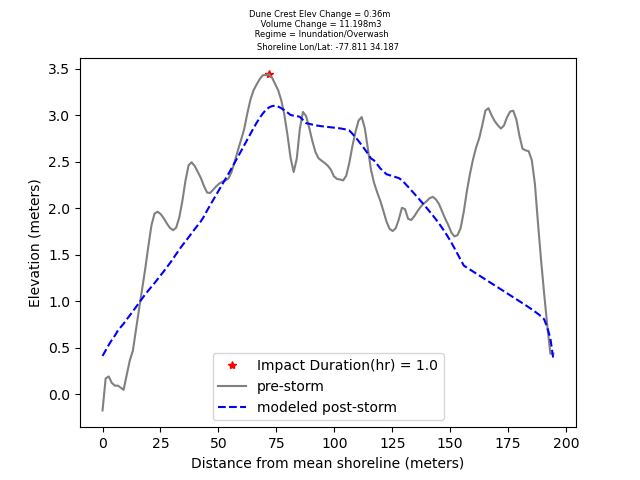 Dune Crest Elev Change = 0.36m
Volume Change = 11.198m3
Regime = Inundation/Overwash
Shoreline Lon/Lat: -77.811 34.187
3.5
3.0
2.5
2.0
1.5
1.0
0.5
0.0
Elevation (meters)
Impact Duration(hr) = 1.0
pre-storm
modeled post-storm
0 25 50 75 100 125 150 175 200
Distance from mean shoreline (meters)